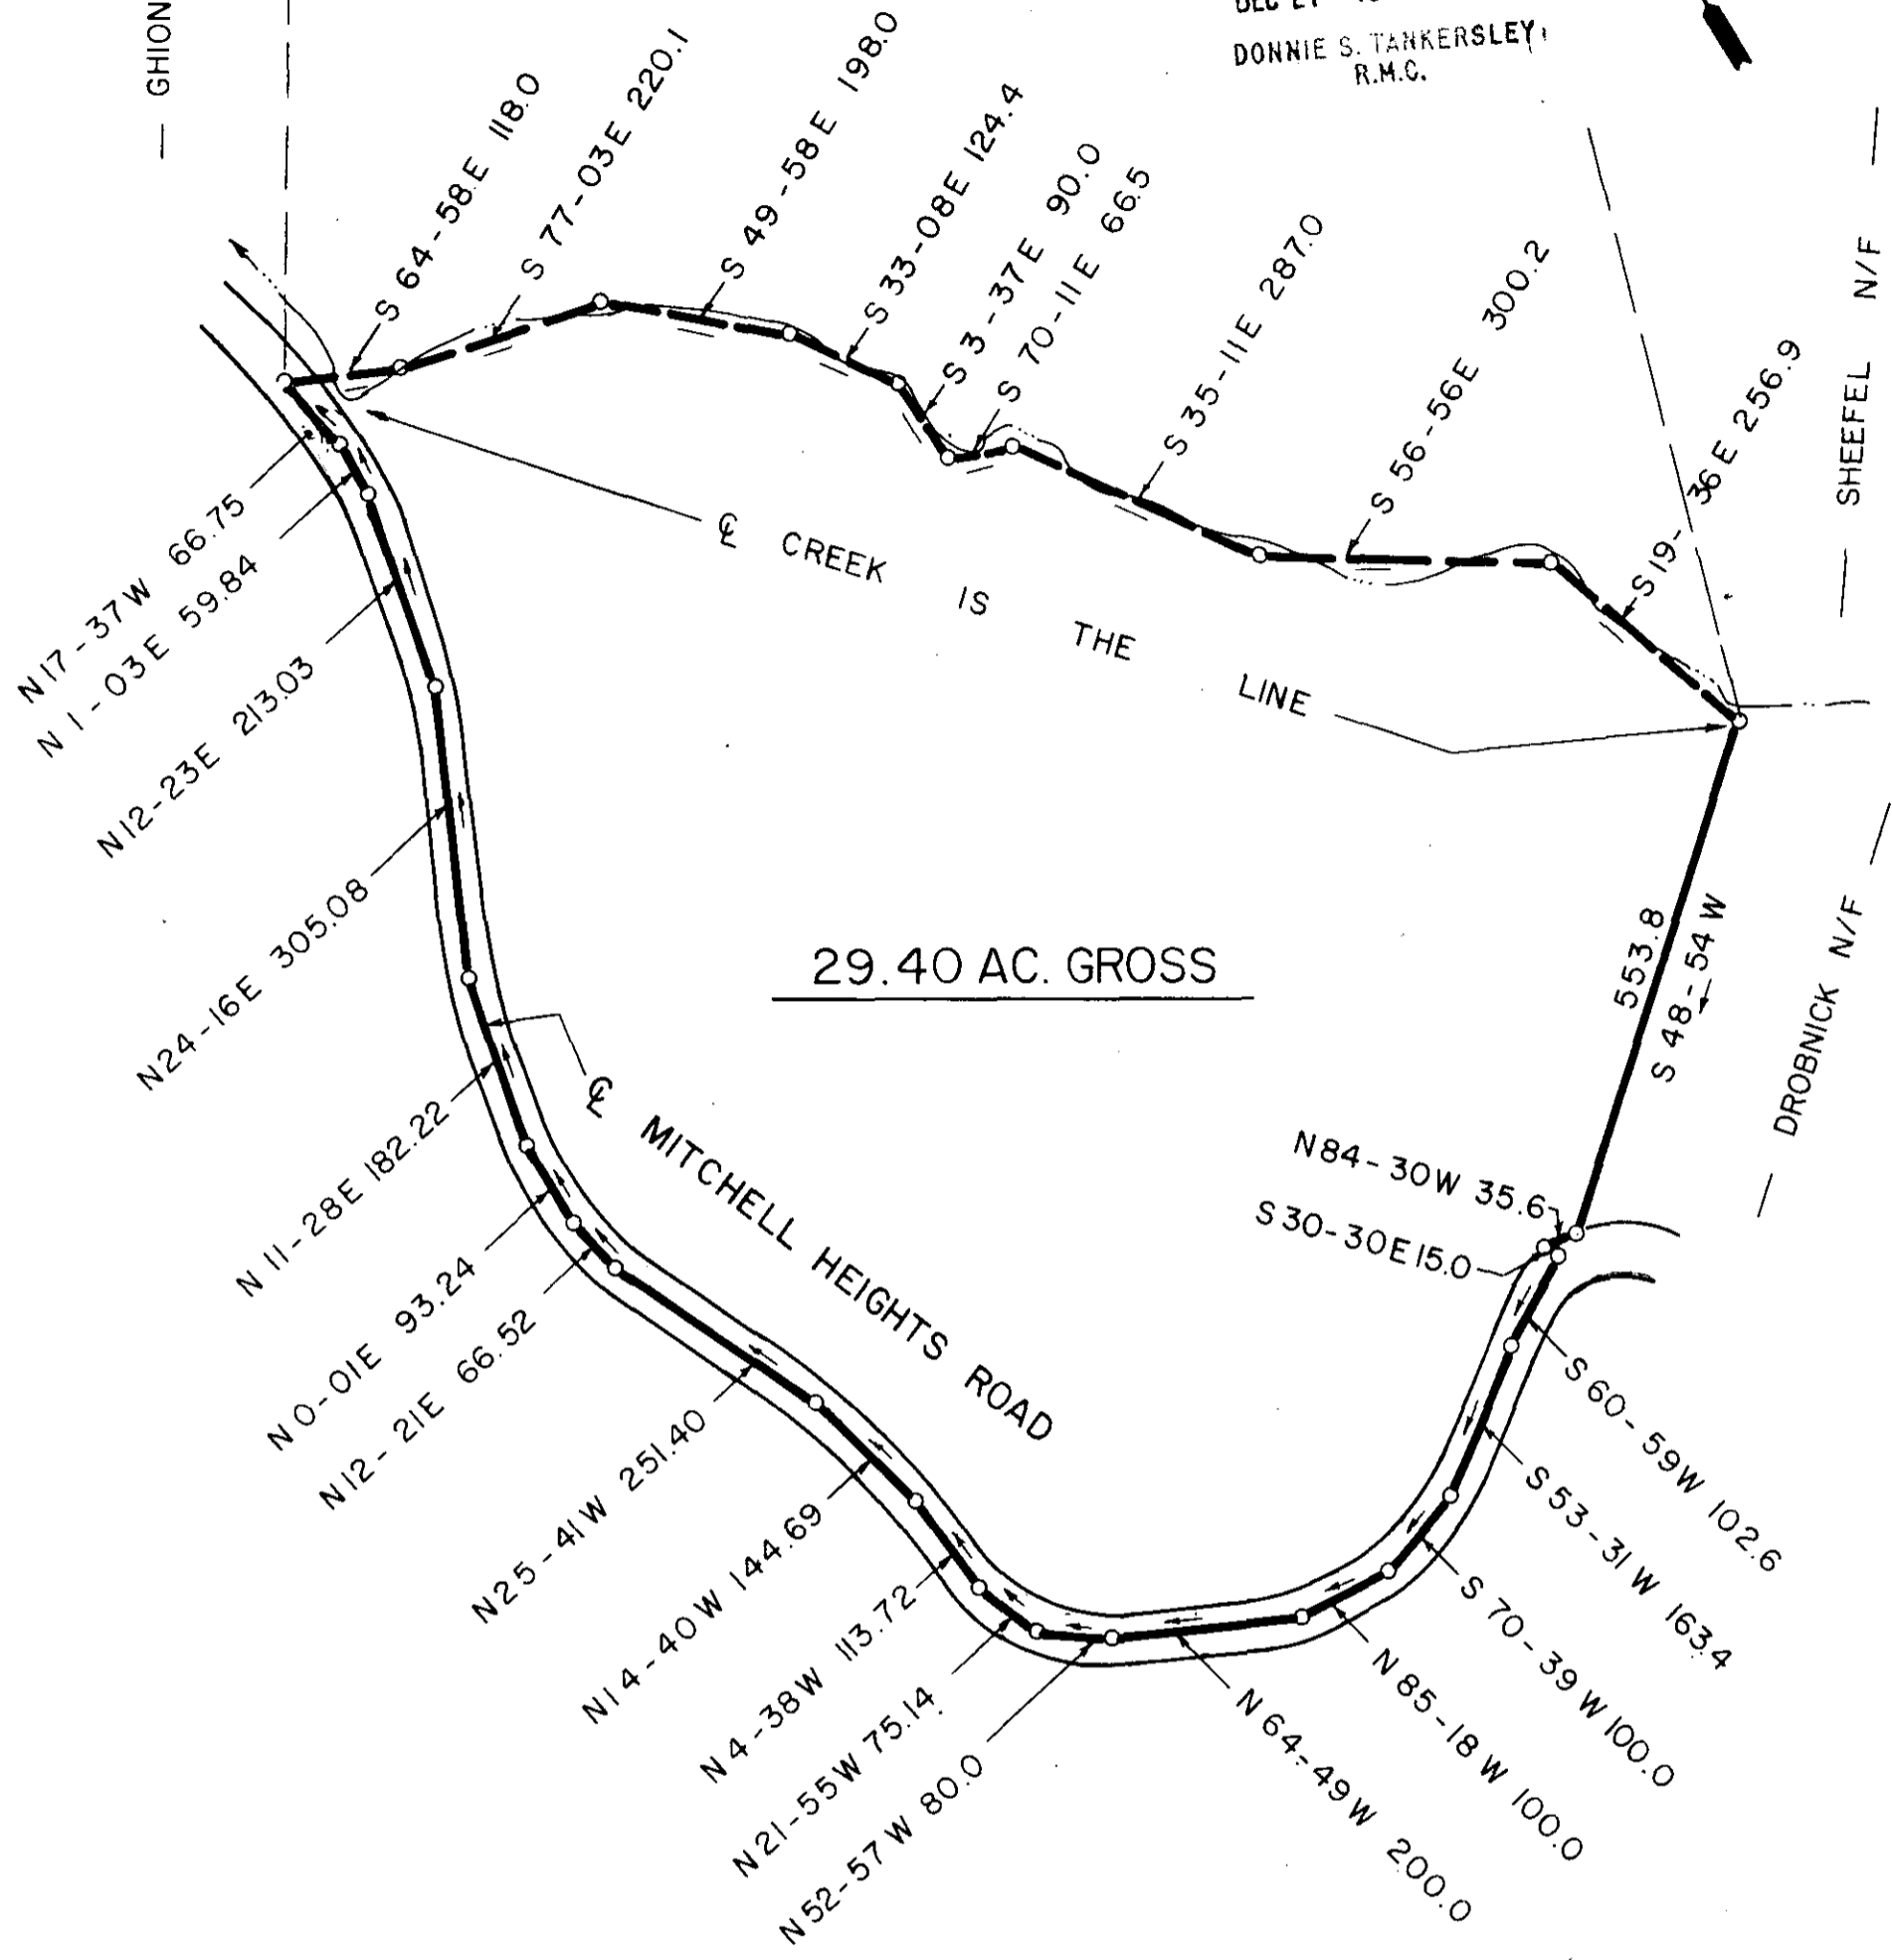 GHION
DONNIE S. TANKERSLEY
R.M.C.
S 64-58E 118.0
S 77-03E 220.1
S 49-58E 198.0
S 33-08E 124.4
S 3-37E 90.0
S 70-11E 66.5
S 35-11E 287.0
S 56-56E 300.2
S 19-36E 256.9
SHEEFEL N/F
℄ CREEK IS THE LINE
N 17-37W 66.75
N 1-03E 59.84
N12-23E 213.03
N24-16E 305.08
N 11-28E 182.22
N 0-01E 93.24
N12-21E 66.52
N25-41W 251.40
N14-40W 144.69
N 4-38W 113.72
N21-55W 75.14
N52-57W 80.0
29.40 AC. GROSS
℄ MITCHELL HEIGHTS ROAD
553.8
S 48-54 W
DROBNICK N/F
N84-30W 35.6
S30-30E 15.0
S 60-59W 102.6
S 53-31W 163.4
S 70-39W 100.0
N 85-18W 100.0
N 64-49W 200.0